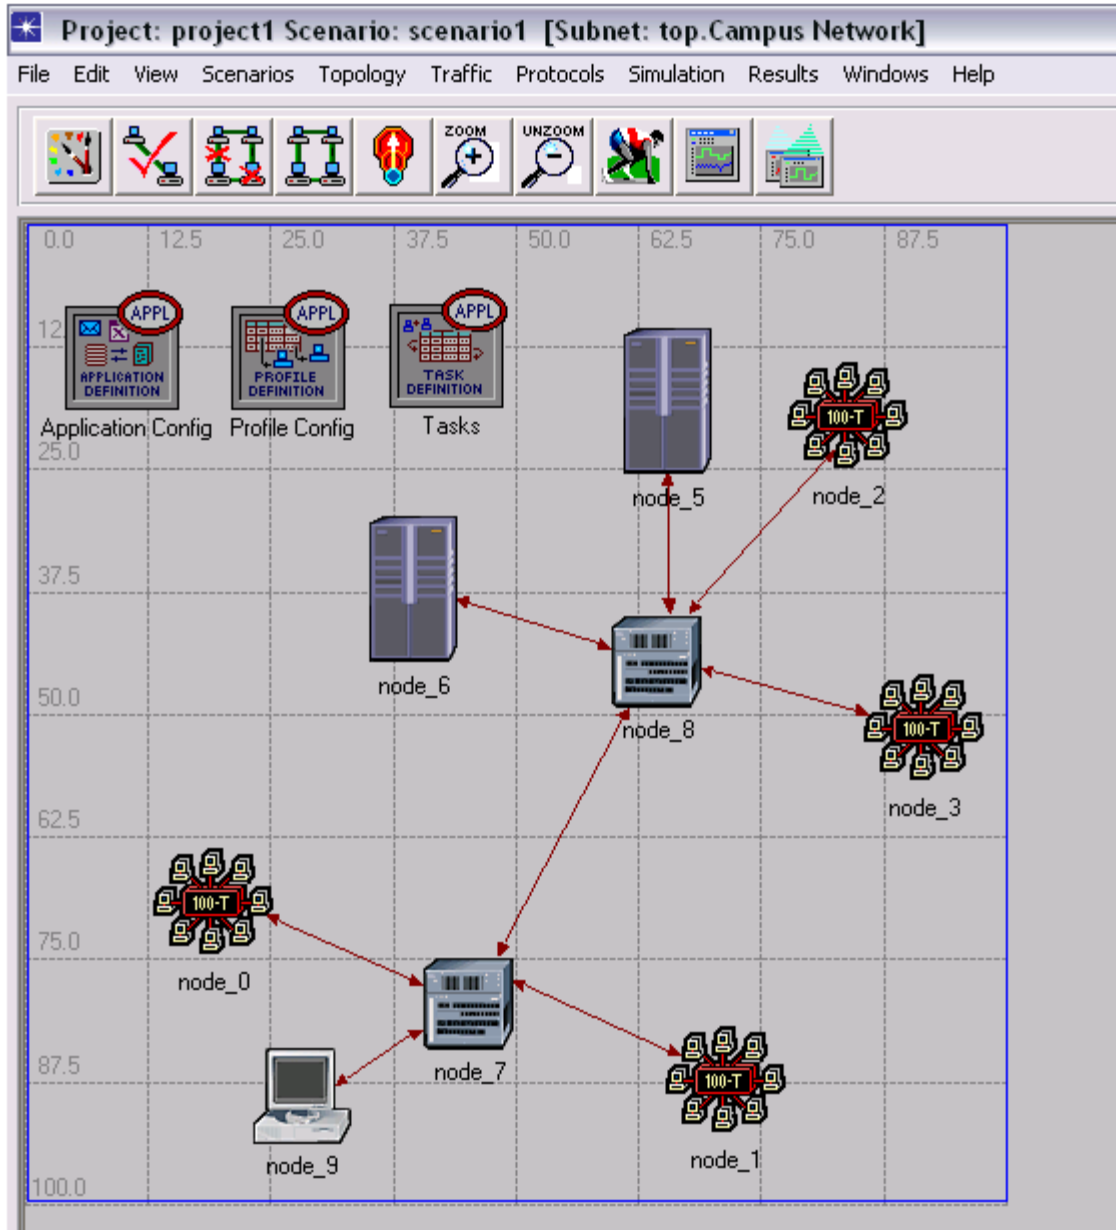 Project: project1 Scenario: scenario1 [Subnet: top.Campus Network]
File Edit View Scenarios Topology Traffic Protocols Simulation Results Windows Help
ZOOM UNZOOM
0.0 12.5 25.0 37.5 50.0 62.5 75.0 87.5
APPL APPL APPL
12.
APPLICATION DEFINITION
PROFILE DEFINITION
TASK DEFINITION
Application Config Profile Config Tasks
100-T
25.0
node_5
node_2
37.5
node_6
50.0
node_8
100-T
node_3
62.5
100-T
75.0
node_0
node_7
87.5
100-T
node_9
node_1
100.0